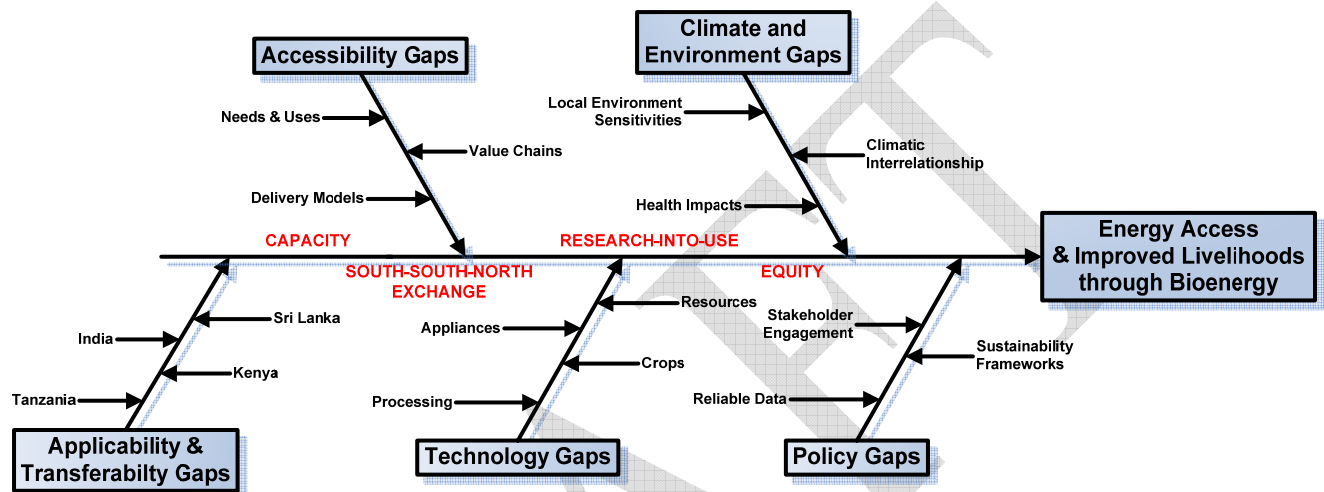 Accessibility Gaps
Climate and
Environment Gaps
Needs & Uses
Value Chains
Delivery Models
Local Environment
Sensitivities
Climatic
Interrelationship
Health Impacts
CAPACITY
RESEARCH-INTO-USE
SOUTH-SOUTH-NORTH
EXCHANGE
EQUITY
Energy Access
& Improved Livelihoods
through Bioenergy
Sri Lanka
India
Kenya
Tanzania
Resources
Appliances
Crops
Processing
Stakeholder
Engagement
Sustainability
Frameworks
Reliable Data
Applicability &
Transferabilty Gaps
Technology Gaps
Policy Gaps